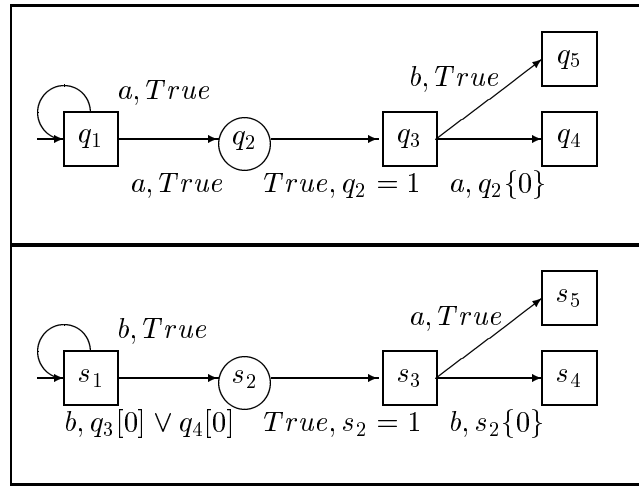 q₅
a, True
b, True
q₁
q₂
q₃
q₄
a, True
True, q₂ = 1
a, q₂{0}
s₅
b, True
a, True
s₁
s₂
s₃
s₄
b, q₃[0] ∨ q₄[0]
True, s₂ = 1
b, s₂{0}